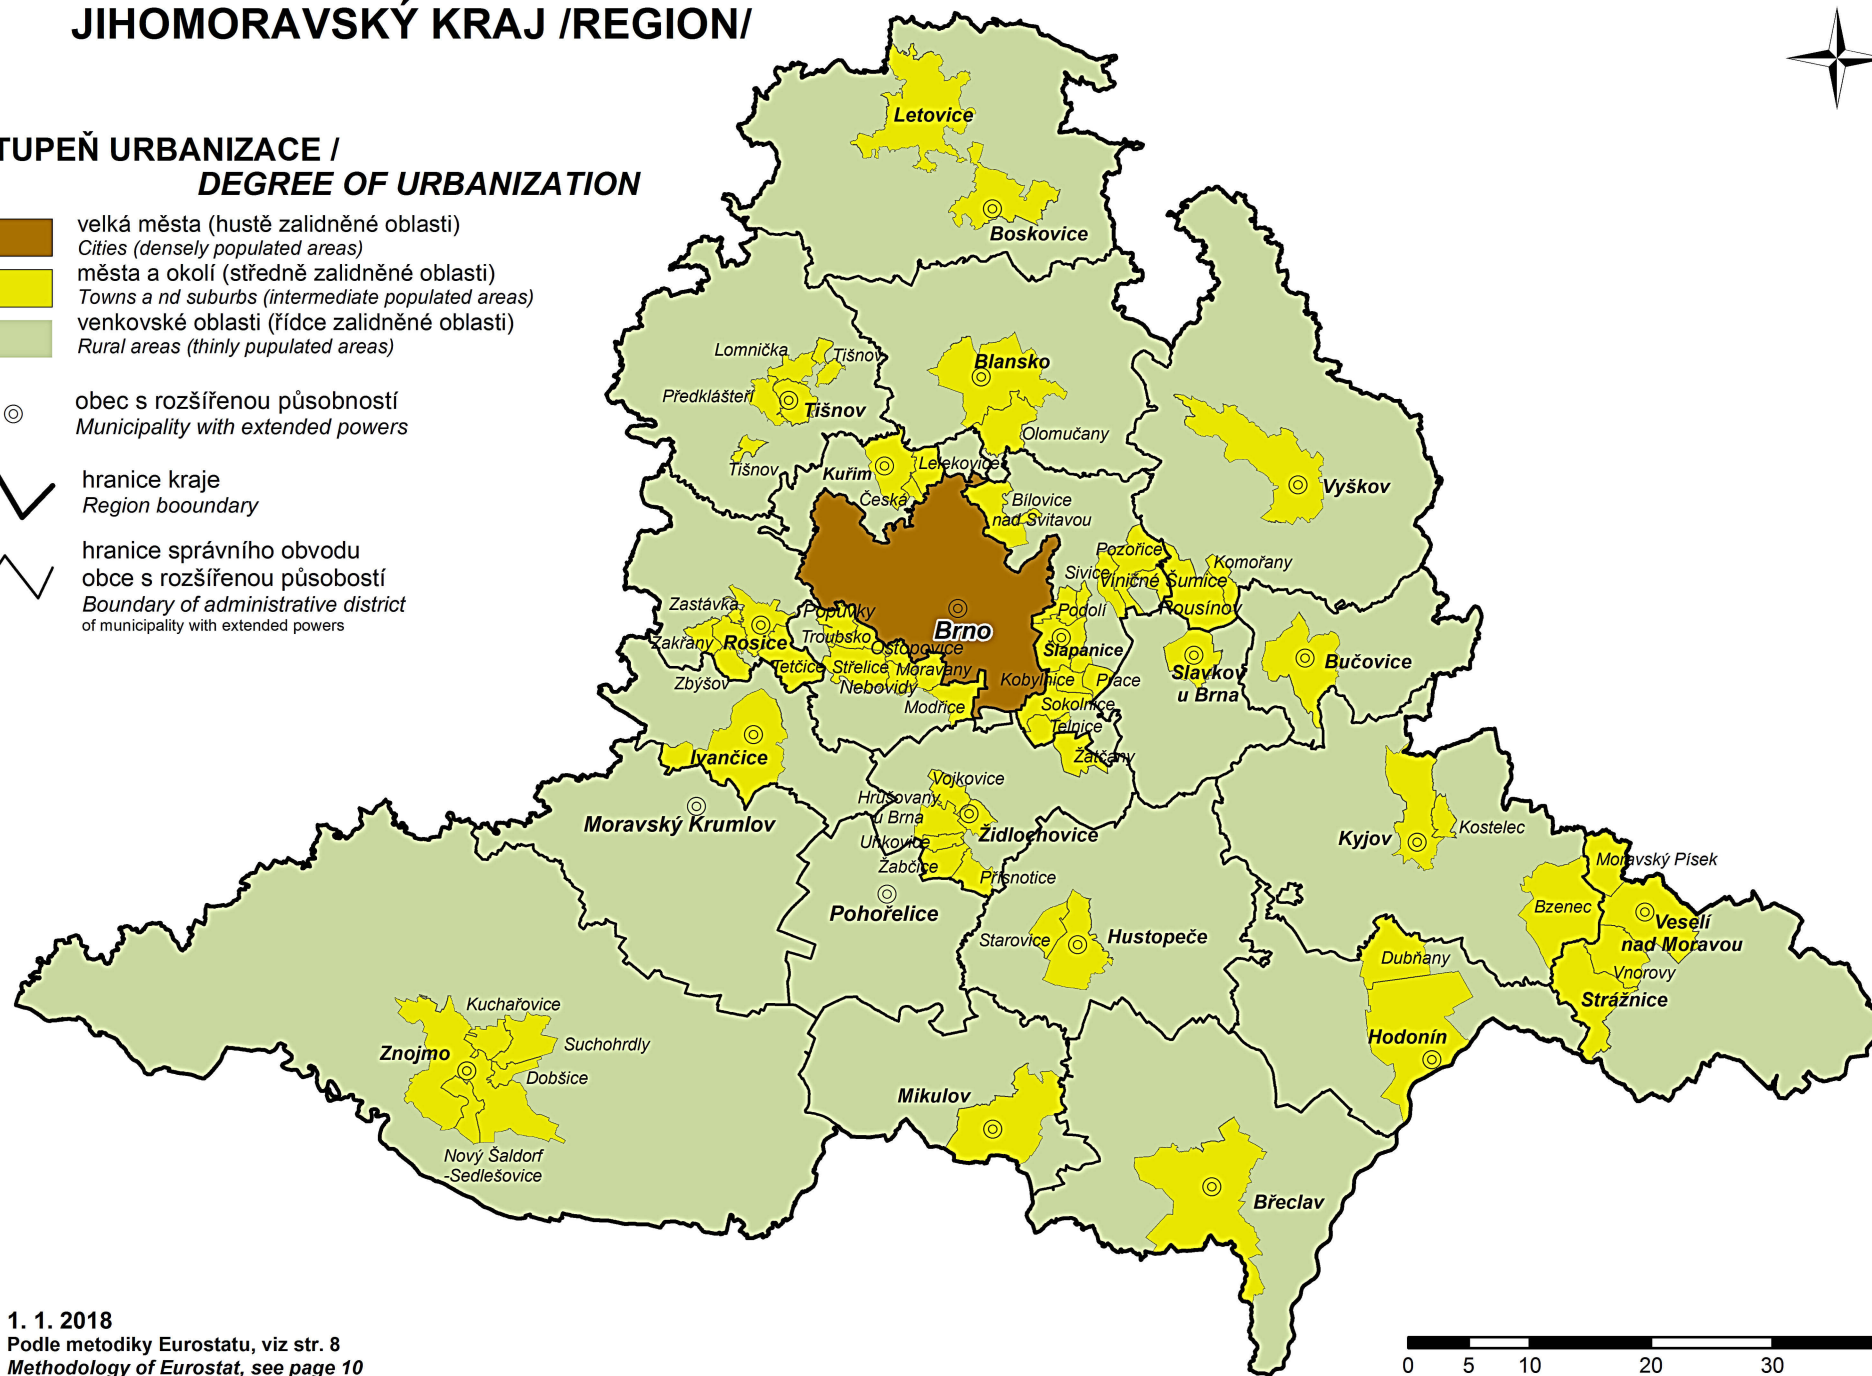 JIHOMORAVSKÝ KRAJ /REGION/
TUPEŇ URBANIZACE /
DEGREE OF URBANIZATION
velká města (hustě zalidněné oblasti)
Cities (densely populated areas)
města a okolí (středně zalidněné oblasti)
Towns a nd suburbs (intermediate populated areas)
venkovské oblasti (řídce zalidněné oblasti)
Rural areas (thinly pupulated areas)
obec s rozšířenou působností
Municipality with extended powers
hranice kraje
Region booundary
hranice správního obvodu
obce s rozšířenou působostí
Boundary of administrative district
of municipality with extended powers
Letovice
Boskovice
Lomnička
Tišnov
Blansko
Předklášteří
Tišnov
Olomučany
Tišnov
Kuřim
Lelekovice
Vyškov
Česká
Bílovice
nad Svitavou
Pozořice
Komořany
Sivice
Viničné Šumice
Zastávka
Popůvky
Podolí
Rousínov
Brno
Zakřany
Rosice
Troubsko
Ostopovice
Šlapanice
Bučovice
Tetčice
Střelice
Moravany
Slavkov
u Brna
Zbýšov
Nebovidy
Kobylnice
Prace
Modřice
Sokolnice
Telnice
Ivančice
Žatčany
Vojkovice
Hrušovany
u Brna
Moravský Krumlov
Židlochovice
Kyjov
Kostelec
Unkovice
Žabčice
Přísnotice
Moravský Písek
Pohořelice
Bzenec
Veselí
nad Moravou
Starovice
Hustopeče
Dubňany
Vnorovy
Strážnice
Kuchařovice
Suchohrdly
Znojmo
Hodonín
Dobšice
Mikulov
Nový Šaldorf
-Sedlešovice
Břeclav
1. 1. 2018
Podle metodiky Eurostatu, viz str. 8
Methodology of Eurostat, see page 10
0 5 10 20 30